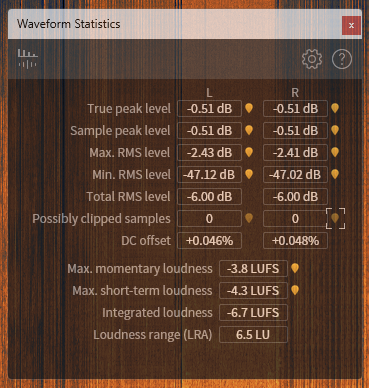 Waveform Statistics x
?
L R
True peak level -0.51 dB -0.51 dB
Sample peak level -0.51 dB -0.51 dB
Max. RMS level -2.43 dB -2.41 dB
Min. RMS level -47.12 dB -47.02 dB
Total RMS level -6.00 dB -6.00 dB
Possibly clipped samples 0 0
DC offset +0.046% +0.048%
Max. momentary loudness -3.8 LUFS
Max. short-term loudness -4.3 LUFS
Integrated loudness -6.7 LUFS
Loudness range (LRA) 6.5 LU